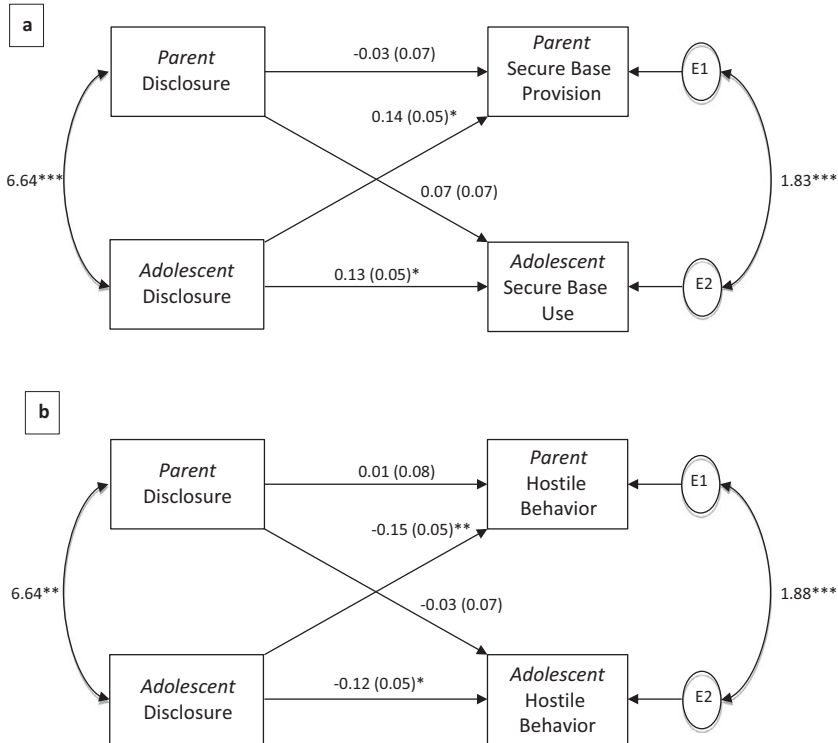 a
Parent
Disclosure
-0.03 (0.07)
Parent
Secure Base
Provision
E1
0.14 (0.05)*
6.64***
0.07 (0.07)
1.83***
Adolescent
Disclosure
0.13 (0.05)*
Adolescent
Secure Base
Use
E2
b
Parent
Disclosure
0.01 (0.08)
Parent
Hostile
Behavior
E1
-0.15 (0.05)**
6.64**
-0.03 (0.07)
1.88***
Adolescent
Disclosure
-0.12 (0.05)*
Adolescent
Hostile
Behavior
E2